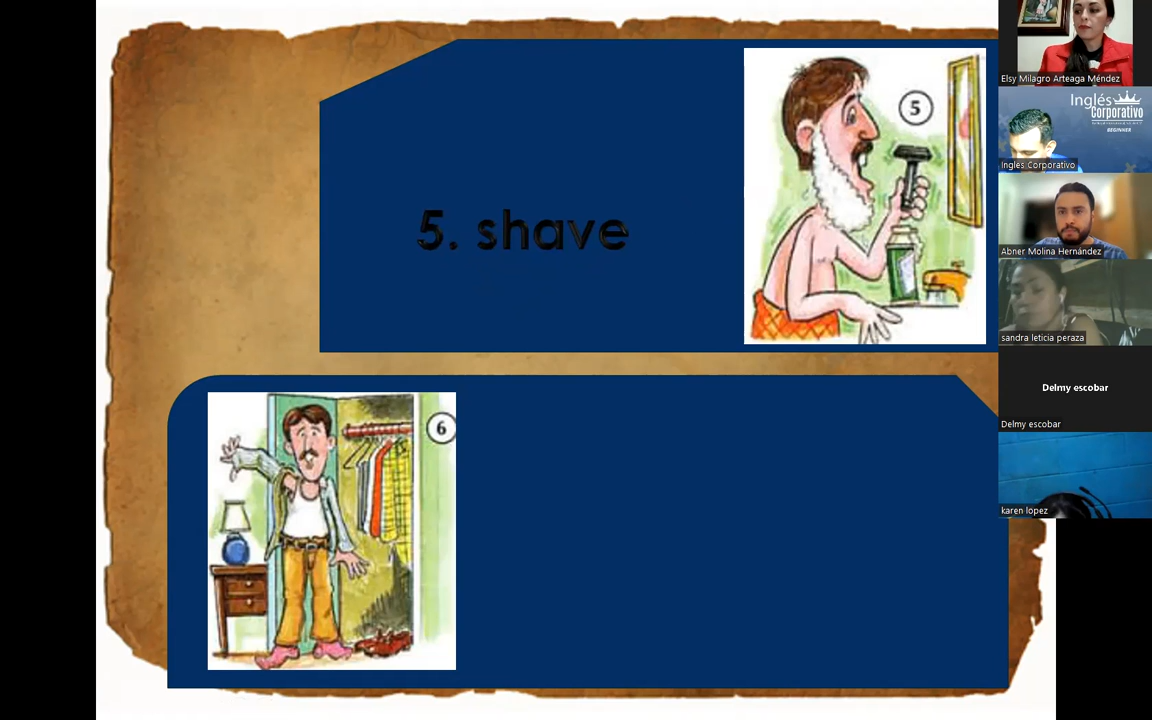 5
5. shave
6
Elsy Milagro Arteaga Méndez
Inglés
Corporativo
BEGINNER
Inglés Corporativo
Abner Molina Hernández
sandra leticia peraza
Delmy escobar
Delmy escobar
karen lopez